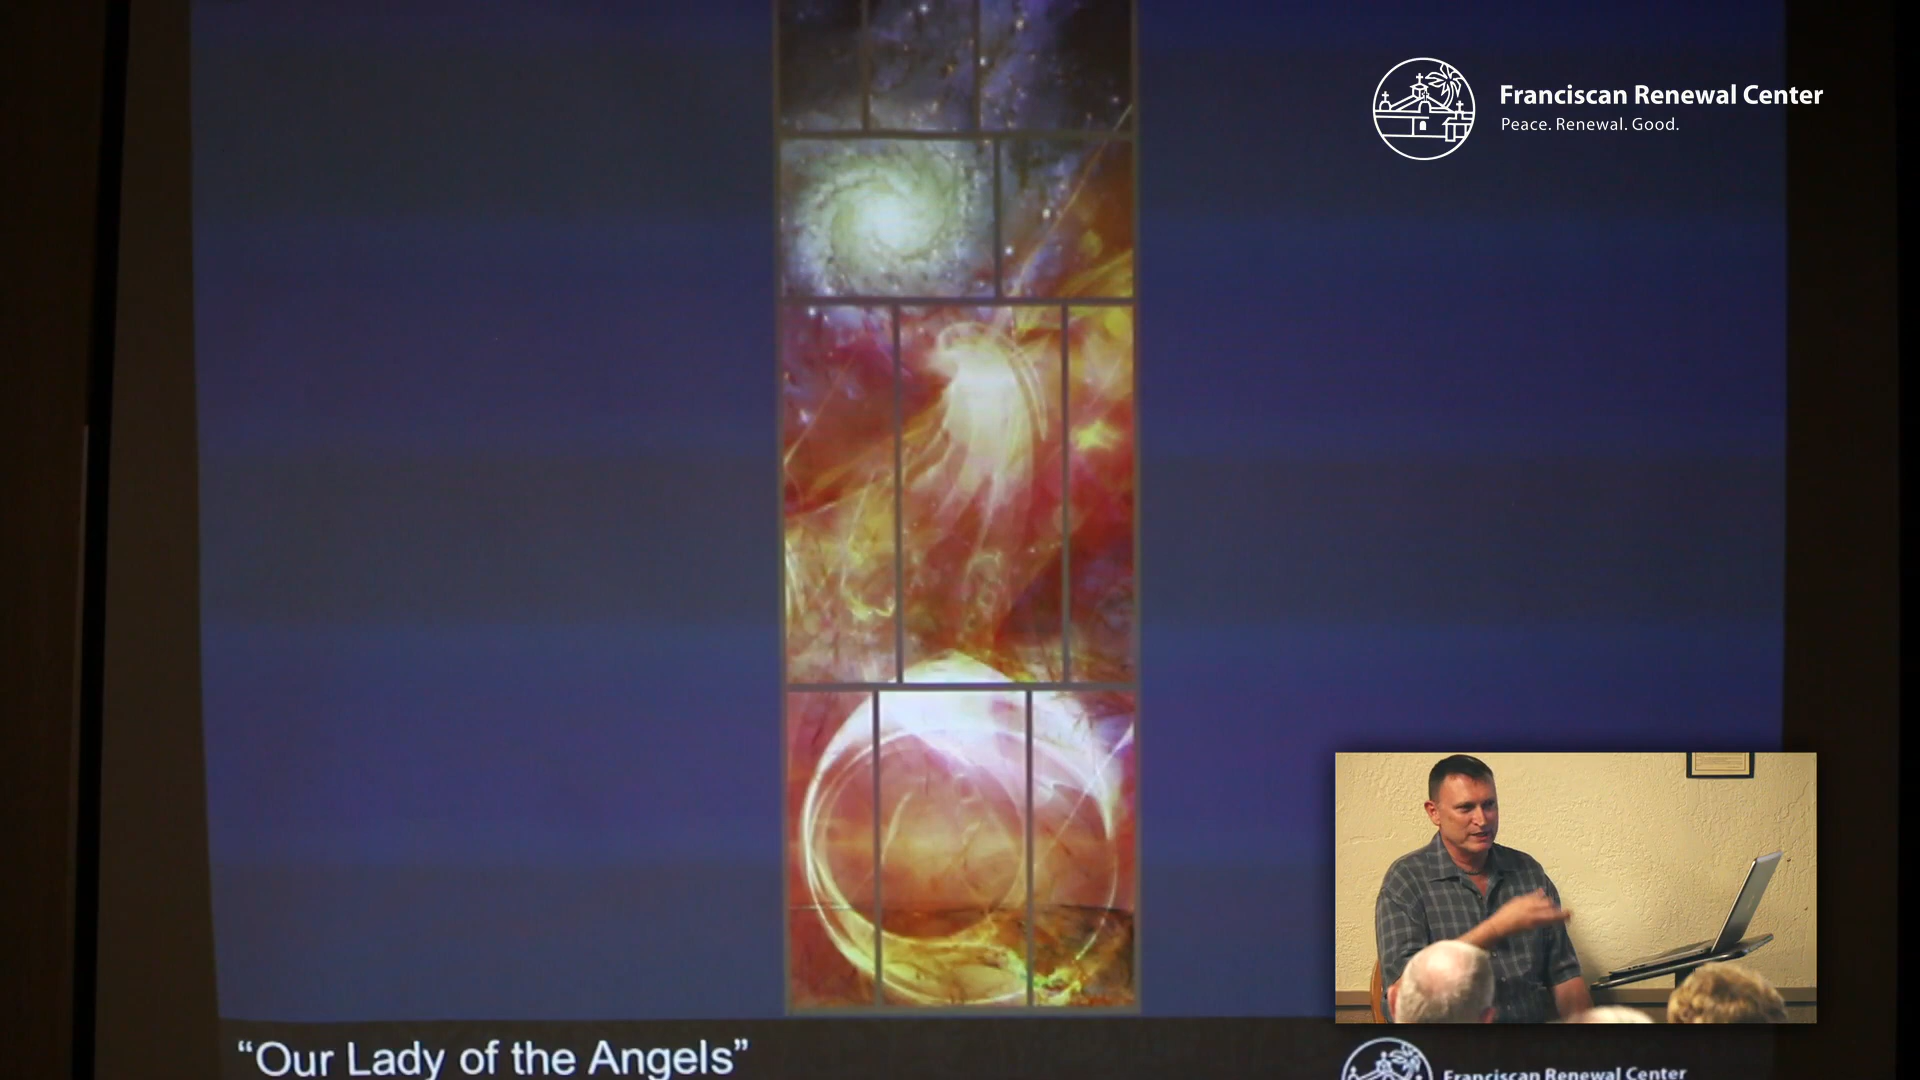 Franciscan Renewal Center
Peace. Renewal. Good.
“Our Lady of the Angels”
Franciscan Renewal Center